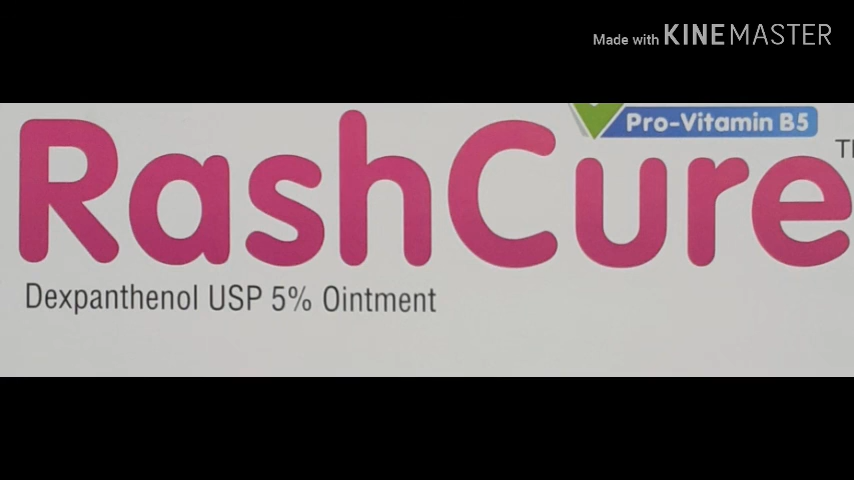 Made with KINEMASTER
Pro-Vitamin B5
RashCure
Dexpanthenol USP 5% Ointment